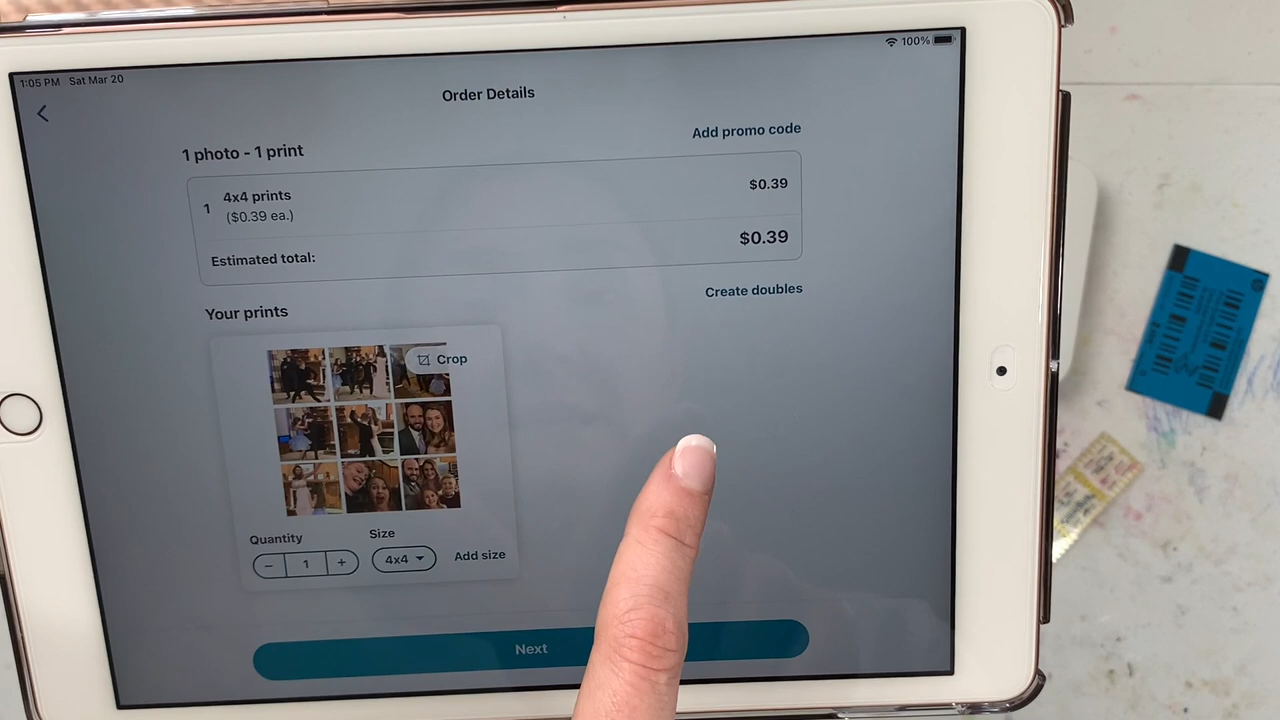 1:05 PM Sat Mar 20
100%
Order Details
1 photo - 1 print
Add promo code
1
4x4 prints
$0.39
($0.39 ea.)
Estimated total:
$0.39
Your prints
Create doubles
Crop
Quantity
Size
− 1 +
4x4
Add size
Next